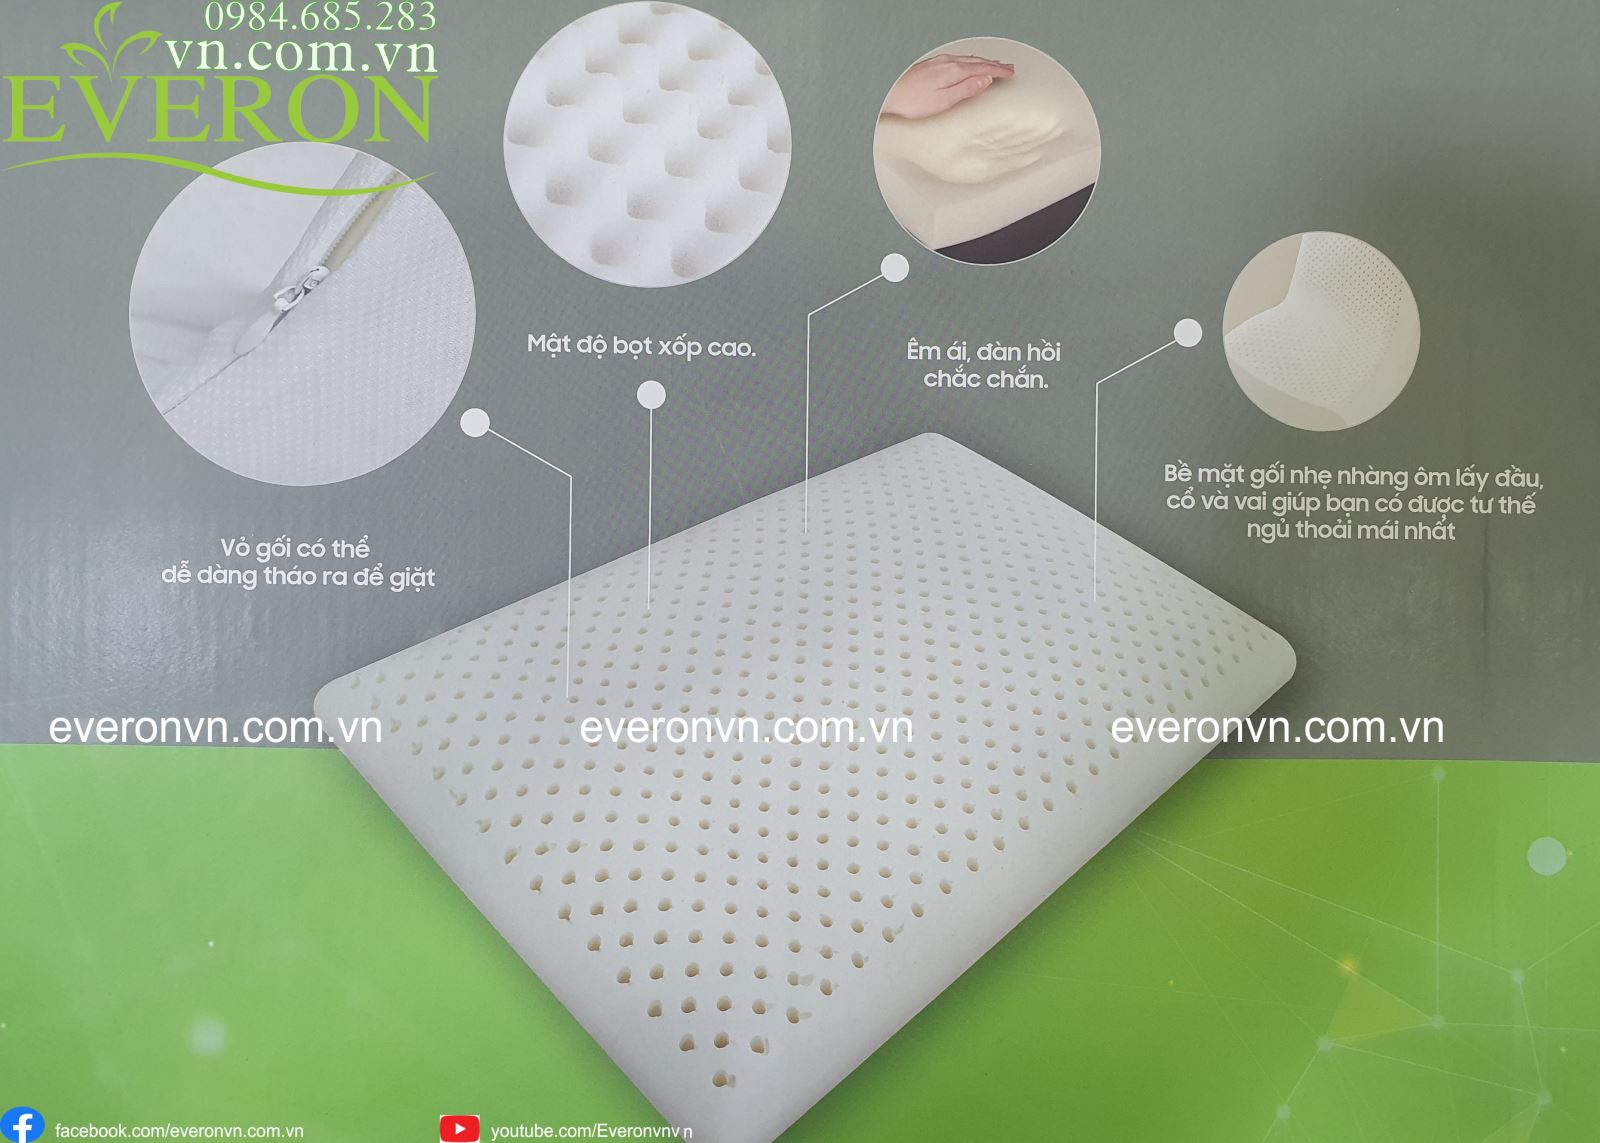 0984.685.283
vn.com.vn
EVERON
Mật độ bọt xốp cao.
Êm ái, đàn hồi
chắc chắn.
Bề mặt gối nhẹ nhàng ôm lấy đầu,
cổ và vai giúp bạn có được tư thế
ngủ thoải mái nhất
Vỏ gối có thể
dễ dàng tháo ra để giặt
everonvn.com.vn everonvn.com.vn everonvn.com.vn
facebook.com/everonvn.com.vn youtube.com/Everonvnvn